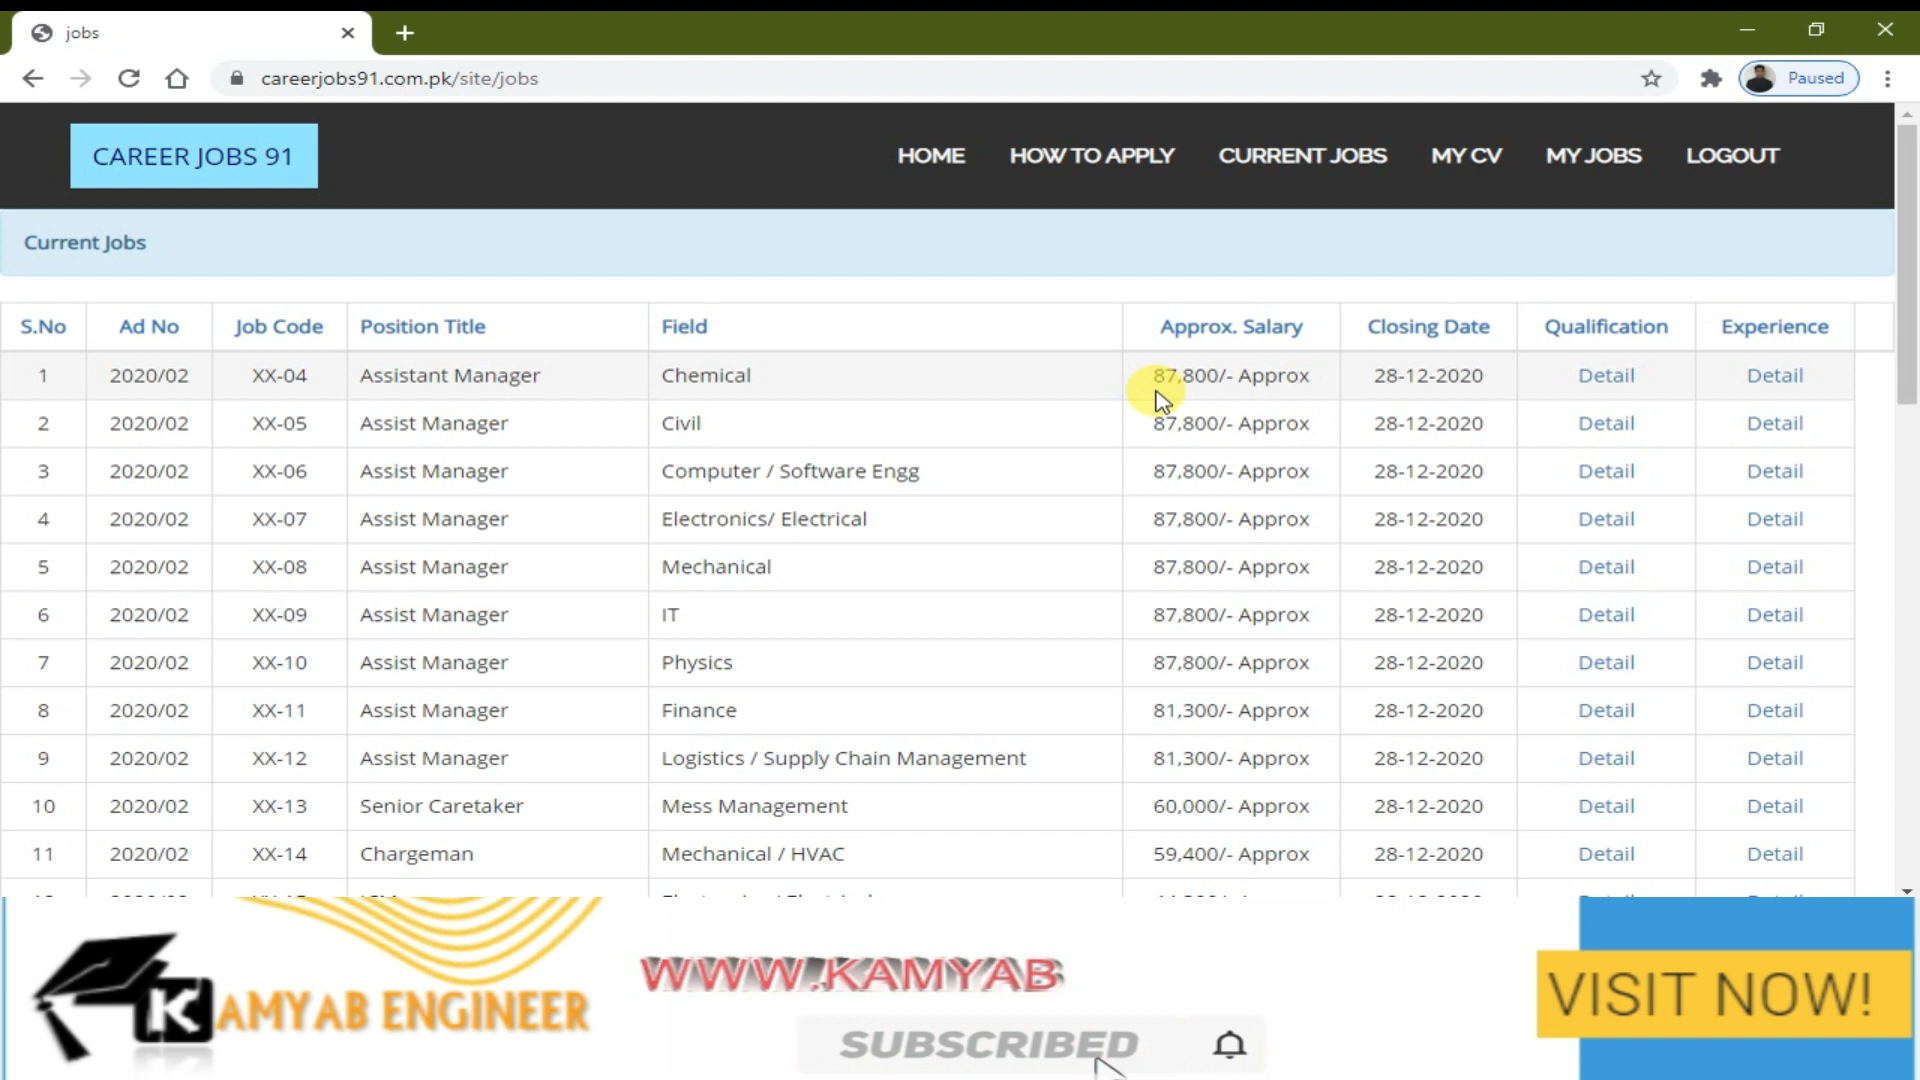 jobs
careerjobs91.com.pk/site/jobs
Paused
CAREER JOBS 91 HOME HOW TO APPLY CURRENT JOBS MY CV MY JOBS LOGOUT
Current Jobs
S.No Ad No Job Code Position Title Field Approx. Salary Closing Date Qualification Experience
1 2020/02 XX-04 Assistant Manager Chemical 87,800/- Approx 28-12-2020 Detail Detail
2 2020/02 XX-05 Assist Manager Civil 87,800/- Approx 28-12-2020 Detail Detail
3 2020/02 XX-06 Assist Manager Computer / Software Engg 87,800/- Approx 28-12-2020 Detail Detail
4 2020/02 XX-07 Assist Manager Electronics/ Electrical 87,800/- Approx 28-12-2020 Detail Detail
5 2020/02 XX-08 Assist Manager Mechanical 87,800/- Approx 28-12-2020 Detail Detail
6 2020/02 XX-09 Assist Manager IT 87,800/- Approx 28-12-2020 Detail Detail
7 2020/02 XX-10 Assist Manager Physics 87,800/- Approx 28-12-2020 Detail Detail
8 2020/02 XX-11 Assist Manager Finance 81,300/- Approx 28-12-2020 Detail Detail
9 2020/02 XX-12 Assist Manager Logistics / Supply Chain Management 81,300/- Approx 28-12-2020 Detail Detail
10 2020/02 XX-13 Senior Caretaker Mess Management 60,000/- Approx 28-12-2020 Detail Detail
11 2020/02 XX-14 Chargeman Mechanical / HVAC 59,400/- Approx 28-12-2020 Detail Detail
KAMYAB ENGINEER
WWW.KAMYAB
SUBSCRIBED
VISIT NOW!